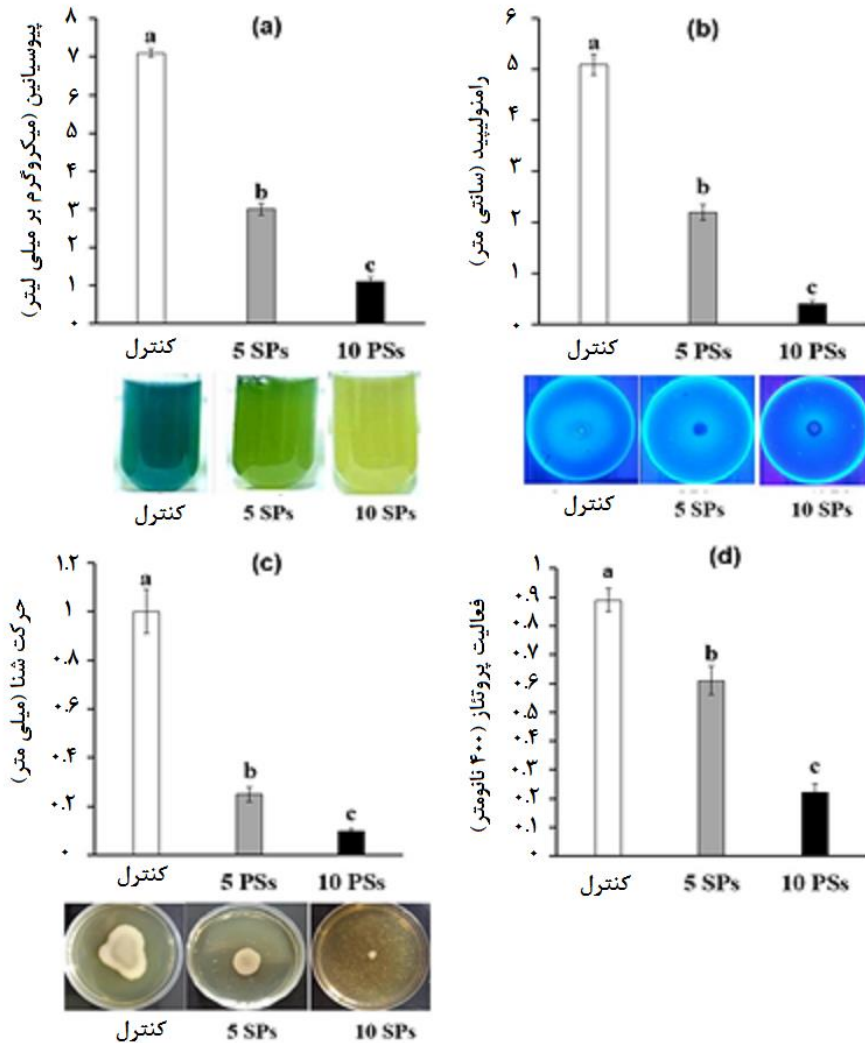 (a)
پیوسیانین (میکروگرم بر میلی لیتر)
۸
۷
۶
۵
۴
۳
۲
۱
۰
a
b
c
کنترل 5 SPs 10 PSs
کنترل 5 SPs 10 SPs
(b)
رامنولیپید (سانتی متر)
۶
۵
۴
۳
۲
۱
۰
a
b
c
کنترل 5 PSs 10 PSs
کنترل 5 SPs 10 SPs
(c)
حرکت شنا (میلی متر)
۱.۲
۱
۰.۸
۰.۶
۰.۴
۰.۲
۰
a
b
c
کنترل 5 PSs 10 PSs
کنترل 5 SPs 10 SPs
(d)
فعالیت پروتئاز (۴۰۰ نانومتر)
۱
۰.۹
۰.۸
۰.۷
۰.۶
۰.۵
۰.۴
۰.۳
۰.۲
۰.۱
۰
a
b
c
کنترل 5 SPs 10 PSs